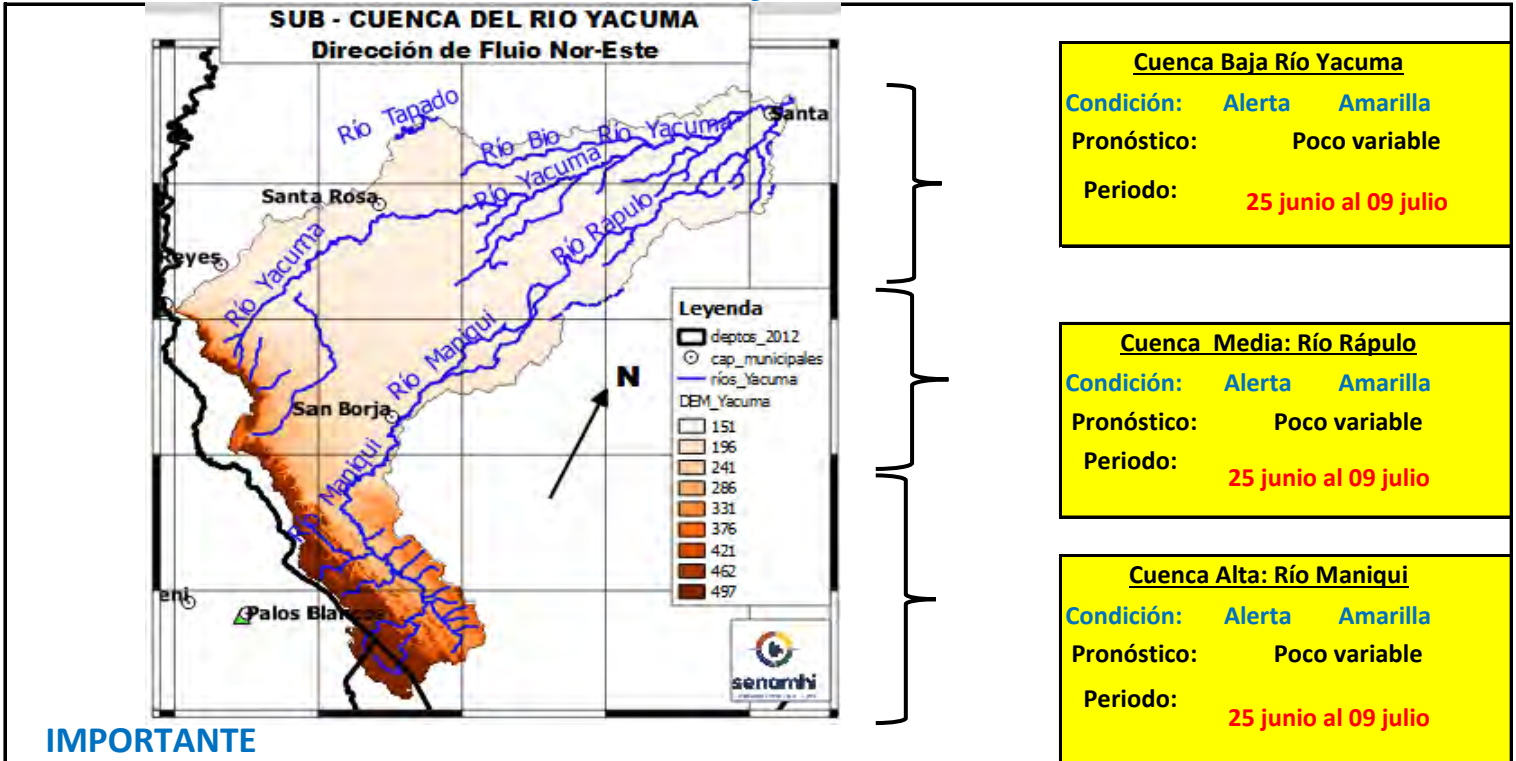 SUB - CUENCA DEL RIO YACUMA
Dirección de Flujo Nor-Este
Río Tapado
Río Bio
Río Yacuma
Santa
Río Yacuma
Santa Rosa
Río Rápulo
Reyes
Río Yacuma
Río Maniqui
San Borja
Río Maniqui
eni
Palos Blancos
N
Leyenda
deptos_2012
cap_municipales
ríos_Yacuma
DEM_Yacuma
151
196
241
286
331
376
421
462
497
senamhi
Cuenca Baja Río Yacuma
Condición: Alerta Amarilla
Pronóstico: Poco variable
Periodo: 25 junio al 09 julio
Cuenca Media: Río Rápulo
Condición: Alerta Amarilla
Pronóstico: Poco variable
Periodo: 25 junio al 09 julio
Cuenca Alta: Río Maniqui
Condición: Alerta Amarilla
Pronóstico: Poco variable
Periodo: 25 junio al 09 julio
IMPORTANTE